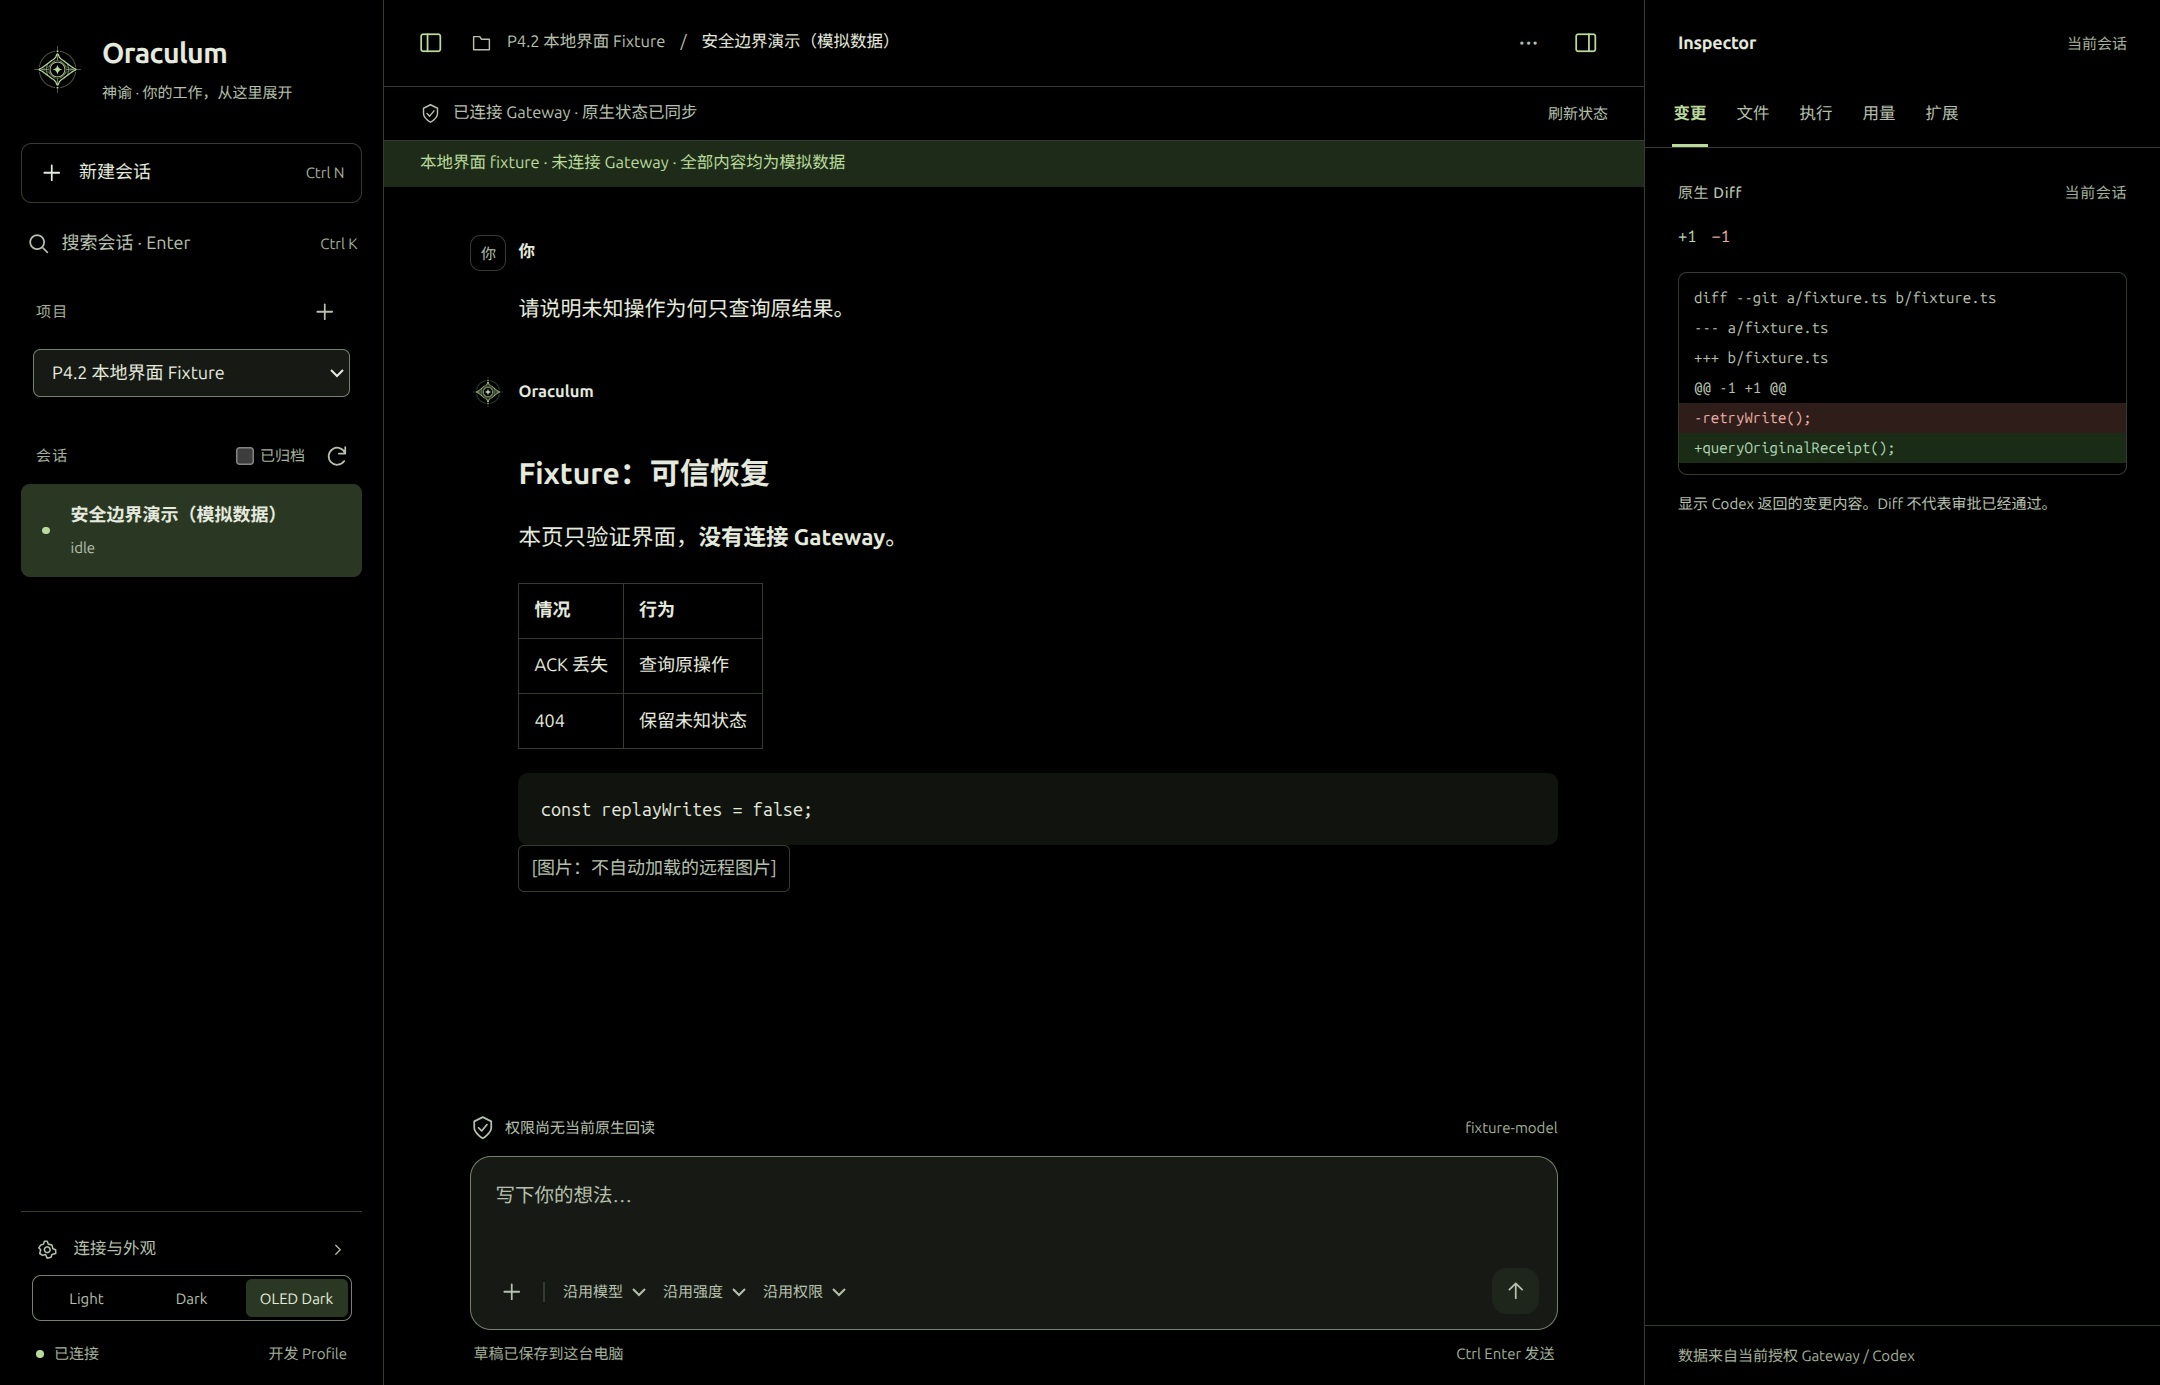 Oraculum
神谕 · 你的工作，从这里展开
新建会话 Ctrl N
搜索会话 · Enter Ctrl K
项目
P4.2 本地界面 Fixture
会话 已归档
安全边界演示（模拟数据）
idle
连接与外观
Light Dark OLED Dark
已连接 开发 Profile
P4.2 本地界面 Fixture / 安全边界演示（模拟数据）
已连接 Gateway · 原生状态已同步 刷新状态
本地界面 fixture · 未连接 Gateway · 全部内容均为模拟数据
你 你
请说明未知操作为何只查询原结果。
Oraculum
Fixture：可信恢复
本页只验证界面，没有连接 Gateway。
情况 行为
ACK 丢失 查询原操作
404 保留未知状态
const replayWrites = false;
[图片：不自动加载的远程图片]
权限尚无当前原生回读 fixture-model
写下你的想法…
沿用模型 沿用强度 沿用权限
草稿已保存到这台电脑 Ctrl Enter 发送
Inspector 当前会话
变更 文件 执行 用量 扩展
原生 Diff 当前会话
+1 −1
diff --git a/fixture.ts b/fixture.ts
--- a/fixture.ts
+++ b/fixture.ts
@@ -1 +1 @@
-retryWrite();
+queryOriginalReceipt();
显示 Codex 返回的变更内容。Diff 不代表审批已经通过。
数据来自当前授权 Gateway / Codex